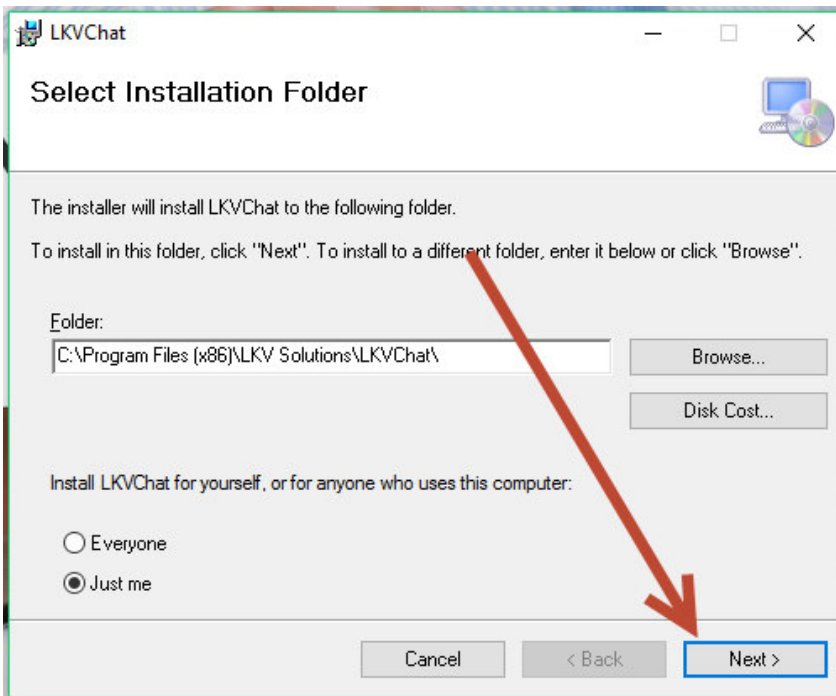 LKVChat
Select Installation Folder
The installer will install LKVChat to the following folder.
To install in this folder, click "Next". To install to a different folder, enter it below or click "Browse".
Folder:
C:\Program Files (x86)\LKV Solutions\LKVChat\
Browse...
Disk Cost...
Install LKVChat for yourself, or for anyone who uses this computer:
Everyone
Just me
Cancel
< Back
Next >